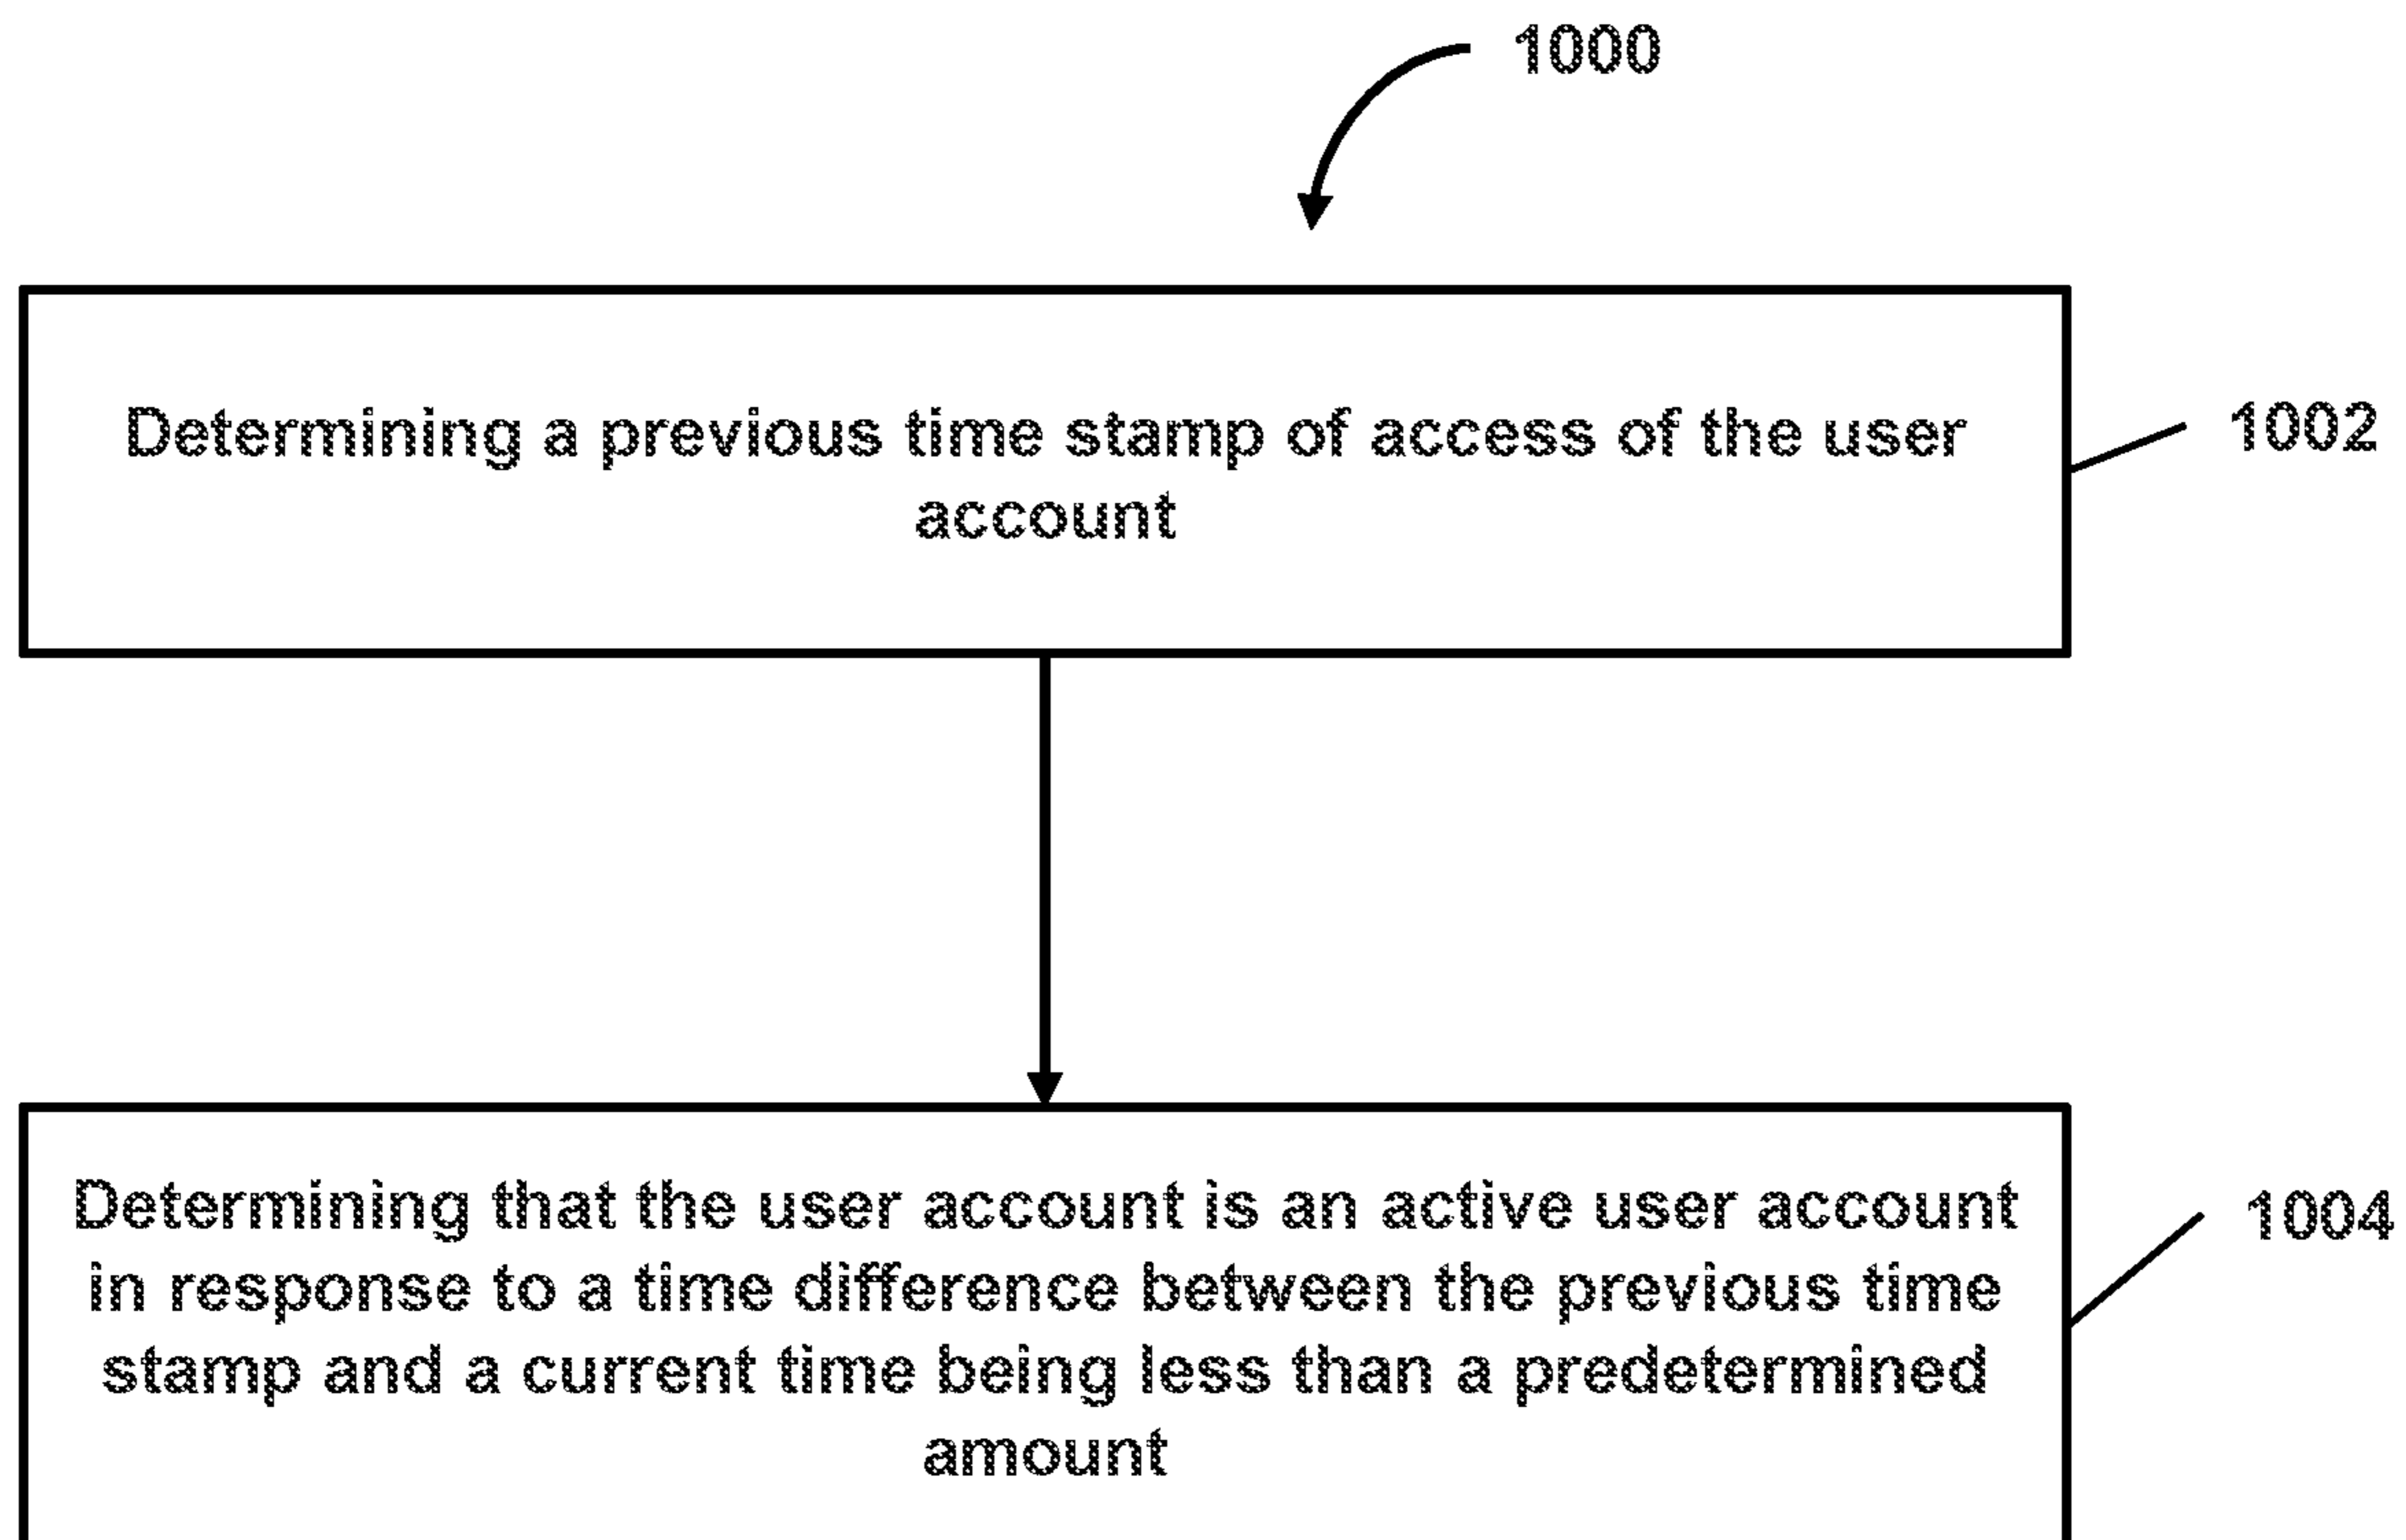 1000
Determining a previous time stamp of access of the user
account
1002
Determining that the user account is an active user account
in response to a time difference between the previous time
stamp and a current time being less than a predetermined
amount
1004